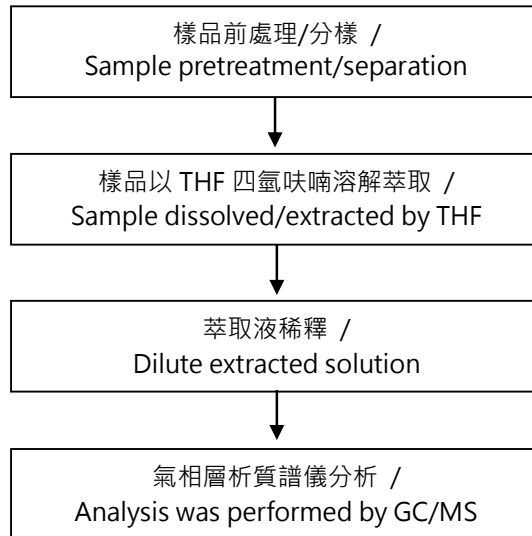 樣品前處理/分樣 /
Sample pretreatment/separation
樣品以 THF 四氫呋喃溶解萃取 /
Sample dissolved/extracted by THF
萃取液稀釋 /
Dilute extracted solution
氣相層析質譜儀分析 /
Analysis was performed by GC/MS